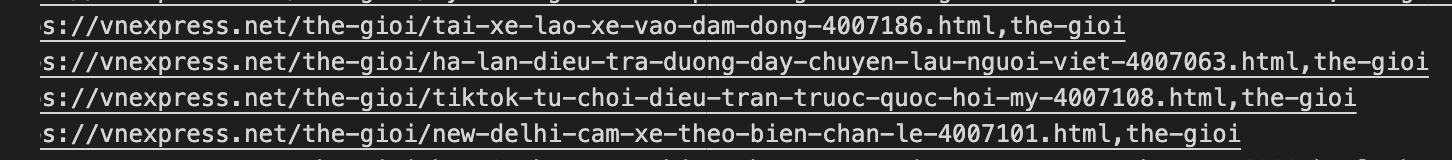 s://vnexpress.net/the-gioi/tai-xe-lao-xe-vao-dam-dong-4007186.html,the-gioi
s://vnexpress.net/the-gioi/ha-lan-dieu-tra-duong-day-chuyen-lau-nguoi-viet-4007063.html,the-gioi
s://vnexpress.net/the-gioi/tiktok-tu-choi-dieu-tran-truoc-quoc-hoi-my-4007108.html,the-gioi
s://vnexpress.net/the-gioi/new-delhi-cam-xe-theo-bien-chan-le-4007101.html,the-gioi